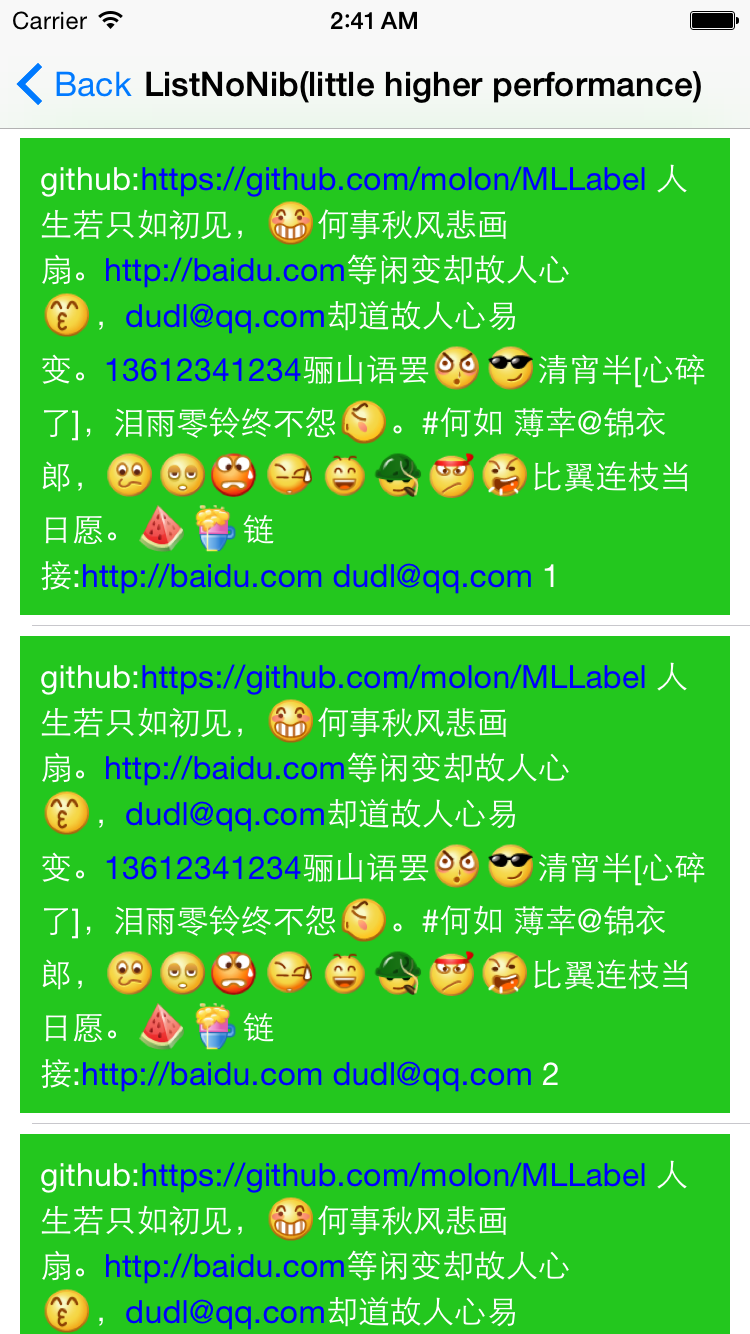 Carrier 2:41 AM
Back ListNoNib(little higher performance)
github:https://github.com/molon/MLLabel 人
生若只如初见，何事秋风悲画
扇。http://baidu.com等闲变却故人心
，dudl@qq.com却道故人心易
变。13612341234骊山语罢清宵半[心碎
了]，泪雨零铃终不怨。#何如 薄幸@锦衣
郎，比翼连枝当
日愿。链
接:http://baidu.com dudl@qq.com 1
github:https://github.com/molon/MLLabel 人
生若只如初见，何事秋风悲画
扇。http://baidu.com等闲变却故人心
，dudl@qq.com却道故人心易
变。13612341234骊山语罢清宵半[心碎
了]，泪雨零铃终不怨。#何如 薄幸@锦衣
郎，比翼连枝当
日愿。链
接:http://baidu.com dudl@qq.com 2
github:https://github.com/molon/MLLabel 人
生若只如初见，何事秋风悲画
扇。http://baidu.com等闲变却故人心
，dudl@qq.com却道故人心易